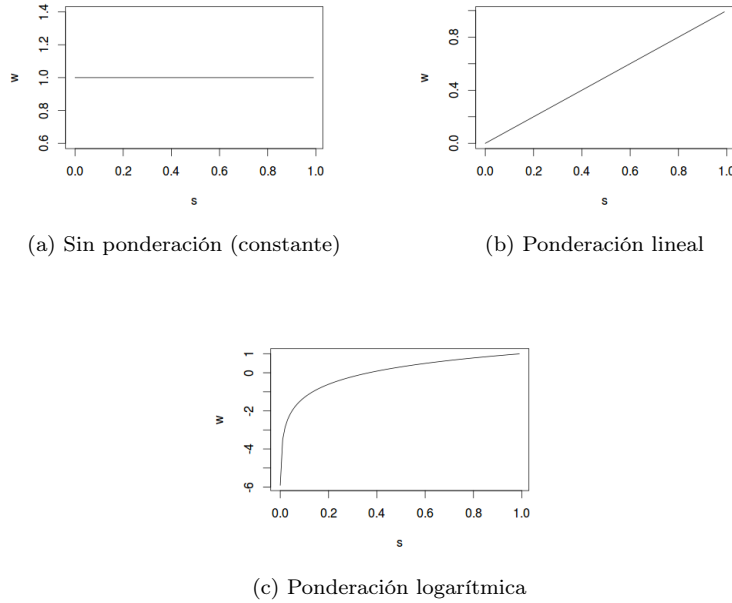 1.4
1.2
1.0
0.8
0.6
w
0.0 0.2 0.4 0.6 0.8 1.0
s
(a) Sin ponderación (constante)
0.8
0.4
0.0
w
0.0 0.2 0.4 0.6 0.8 1.0
s
(b) Ponderación lineal
1
0
-2
-4
-6
w
0.0 0.2 0.4 0.6 0.8 1.0
s
(c) Ponderación logarítmica